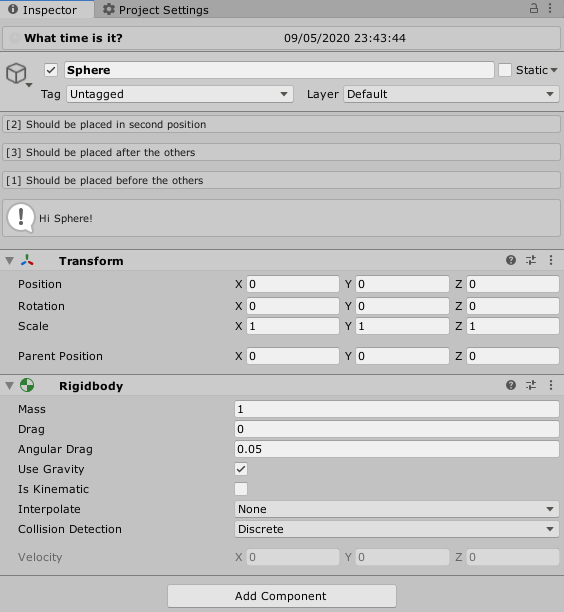 Inspector Project Settings
What time is it? 09/05/2020 23:43:44
Sphere Static
Tag Untagged Layer Default
[2] Should be placed in second position
[3] Should be placed after the others
[1] Should be placed before the others
Hi Sphere!
Transform
Position X 0 Y 0 Z 0
Rotation X 0 Y 0 Z 0
Scale X 1 Y 1 Z 1
Parent Position X 0 Y 0 Z 0
Rigidbody
Mass 1
Drag 0
Angular Drag 0.05
Use Gravity
Is Kinematic
Interpolate None
Collision Detection Discrete
Velocity X 0 Y 0 Z 0
Add Component